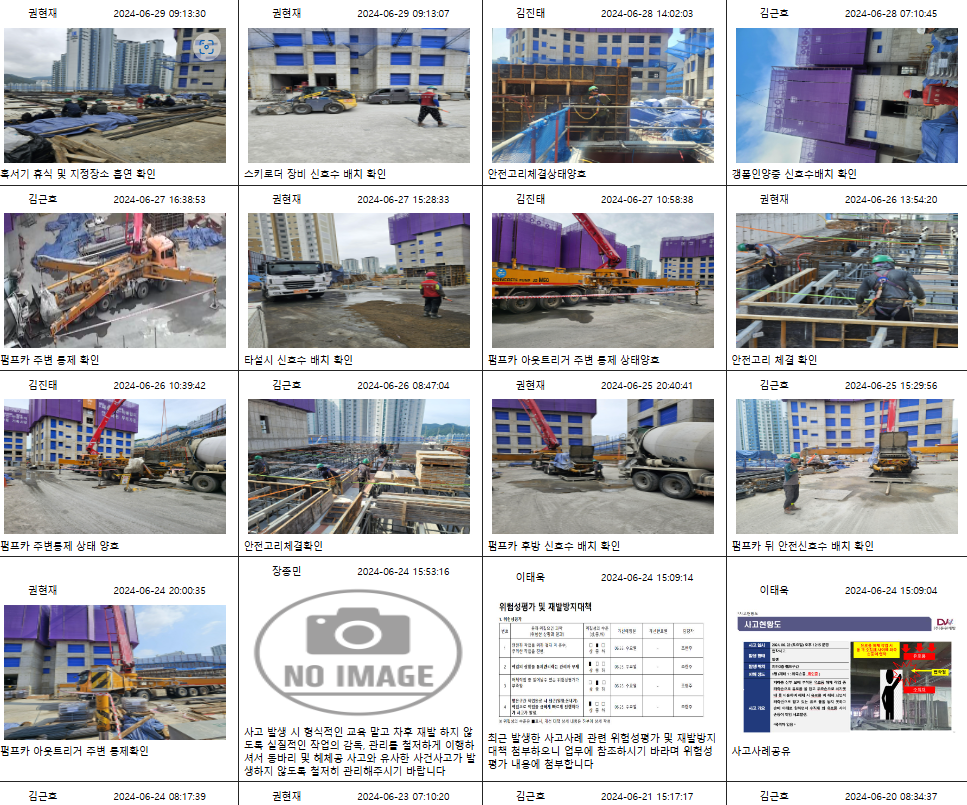 권현재 2024-06-29 09:13:30
권현재 2024-06-29 09:13:07
김진태 2024-06-28 14:02:03
김근호 2024-06-28 07:10:45
혹서기 휴식 및 지정장소 흡연 확인
스키로더 장비 신호수 배치 확인
안전고리체결상태양호
갱폼인양중 신호수배치 확인
김근호 2024-06-27 16:38:53
권현재 2024-06-27 15:28:33
김진태 2024-06-27 10:58:38
권현재 2024-06-26 13:54:20
펌프카 주변 통제 확인
타설시 신호수 배치 확인
펌프카 아웃트리거 주변 통제 상태양호
안전고리 체결 확인
김진태 2024-06-26 10:39:42
김근호 2024-06-26 08:47:04
권현재 2024-06-25 20:40:41
김근호 2024-06-25 15:29:56
펌프카 주변통제 상태 양호
안전고리체결확인
펌프카 후방 신호수 배치 확인
펌프카 뒤 안전신호수 배치 확인
권현재 2024-06-24 20:00:35
장종민 2024-06-24 15:53:16
이태욱 2024-06-24 15:09:14
이태욱 2024-06-24 15:09:04
NO IMAGE
위험성평가 및 재발방지대책
사고현황도
펌프카 아웃트리거 주변 통제확인
사고 발생 시 형식적인 교육 말고 차후 재발 하지 않
도록 실질적인 작업의 감독, 관리를 철저하게 이행하
셔서 동바리 및 해체공 사고와 유사한 사건사고가 발
생하지 않도록 철저히 관리해주시기 바랍니다
최근 발생한 사고사례 관련 위험성평가 및 재발방지
대책 첨부하오니 업무에 참조하시기 바라며 위험성
평가 내용에 첨부합니다
사고사례공유
김근호 2024-06-24 08:17:39
권현재 2024-06-23 07:10:20
김근호 2024-06-21 15:17:17
김근호 2024-06-20 08:34:37